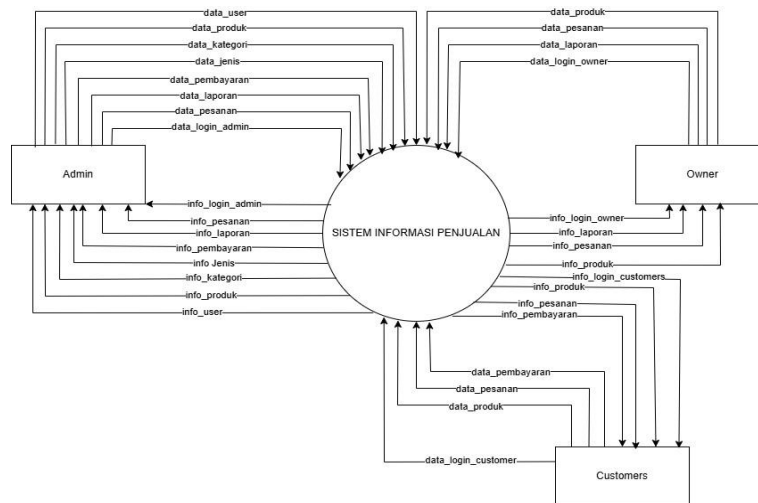 data_user
data_produk
data_kategori
data_jenis
data_pembayaran
data_laporan
data_pesanan
data_login_admin
data_produk
data_pesanan
data_laporan
data_login_owner
Admin
Owner
SISTEM INFORMASI PENJUALAN
info_login_admin
info_pesanan
info_laporan
info_pembayaran
info Jenis
info_kategori
info_produk
info_user
info_login_owner
info_laporan
info_pesanan
info_produk
info_login_customers
info_produk
info_pesanan
info_pembayaran
data_pembayaran
data_pesanan
data_produk
data_login_customer
Customers